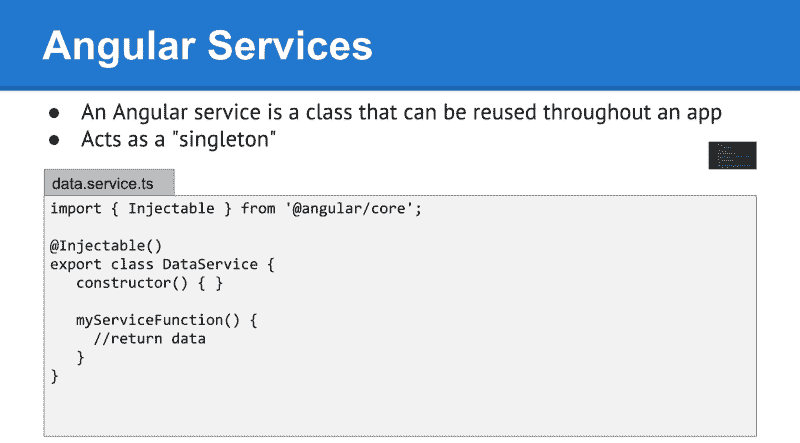 Angular Services
● An Angular service is a class that can be reused throughout an app
● Acts as a "singleton"
data.service.ts
import { Injectable } from '@angular/core';
@Injectable()
export class DataService {
constructor() { }
myServiceFunction() {
//return data
}
}